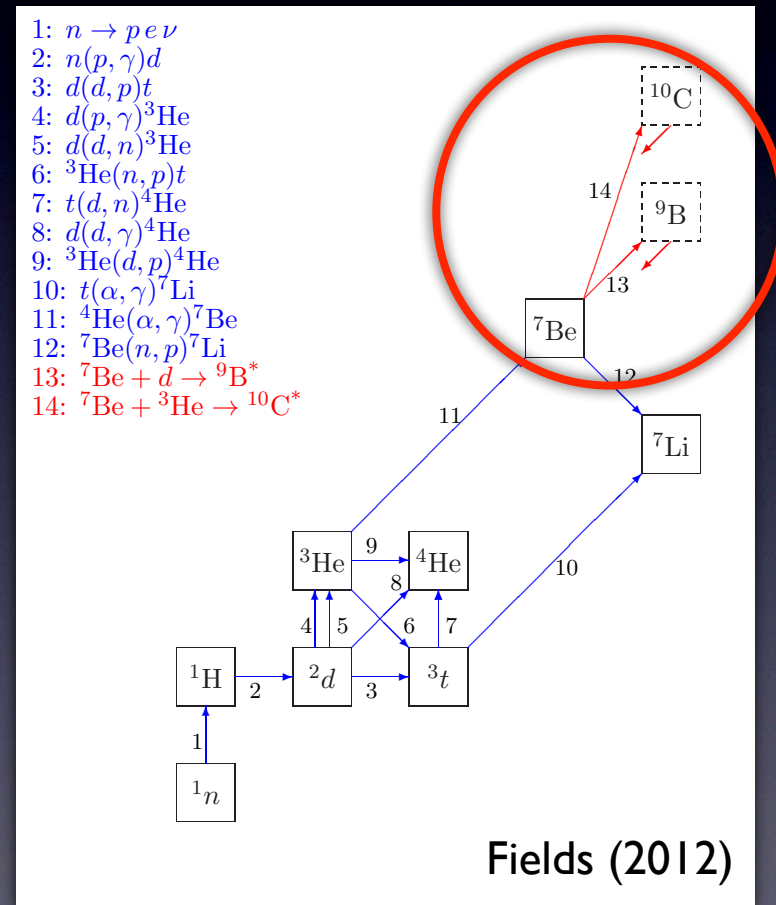 1: n → p e ν
2: n(p, γ)d
3: d(d, p)t
4: d(p, γ)³He
5: d(d, n)³He
6: ³He(n, p)t
7: t(d, n)⁴He
8: d(d, γ)⁴He
9: ³He(d, p)⁴He
10: t(α, γ)⁷Li
11: ⁴He(α, γ)⁷Be
12: ⁷Be(n, p)⁷Li
13: ⁷Be + d → ⁹B*
14: ⁷Be + ³He → ¹⁰C*
¹⁰C
14
⁹B
13
⁷Be
12
11
⁷Li
³He
9
⁴He
8
10
4
5
6
7
¹H
2
²d
3
³t
1
¹n
Fields (2012)